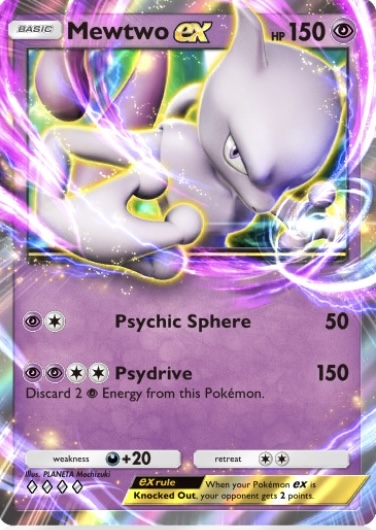 BASIC Mewtwo ex HP 150
Psychic Sphere 50
Psydrive 150
Discard 2 Energy from this Pokémon.
weakness +20 retreat
Illus. PLANETA Mochizuki
ex rule When your Pokémon ex is
Knocked Out, your opponent gets 2 points.